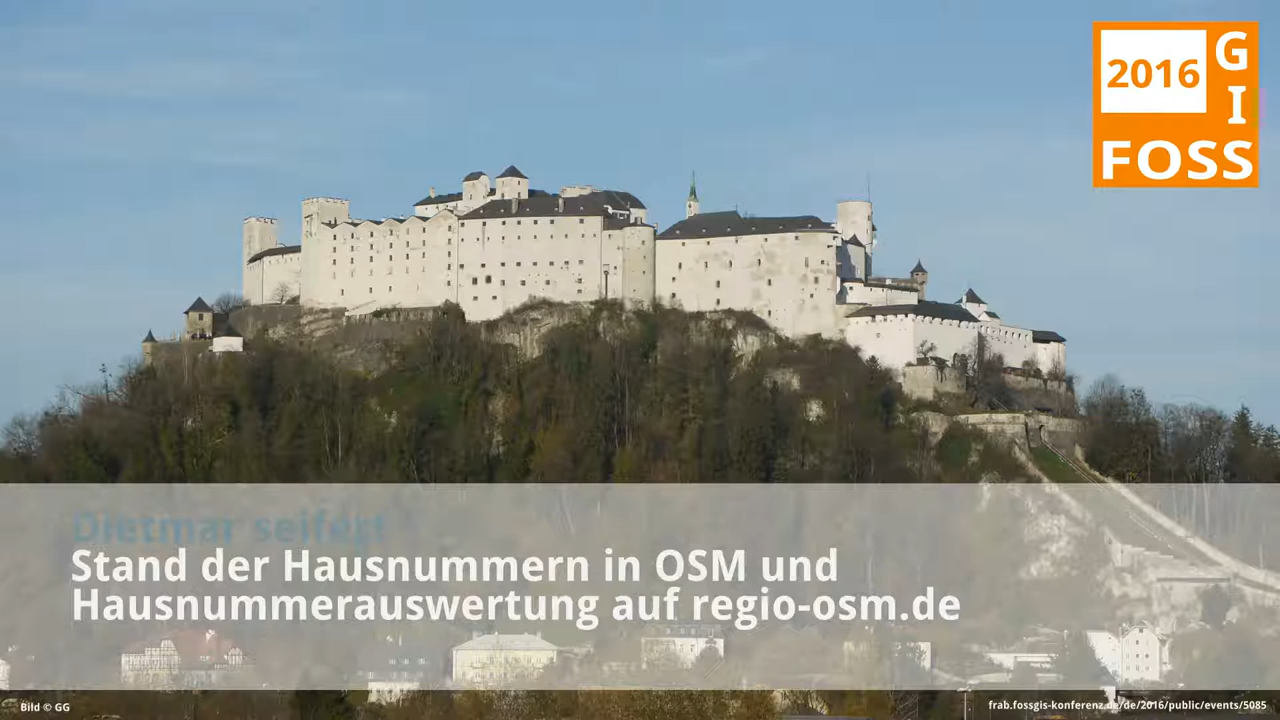 2016
G
I
FOSS
Dietmar seifert
Stand der Hausnummern in OSM und
Hausnummerauswertung auf regio-osm.de
Bild © GG
frab.fossgis-konferenz.de/de/2016/public/events/5085